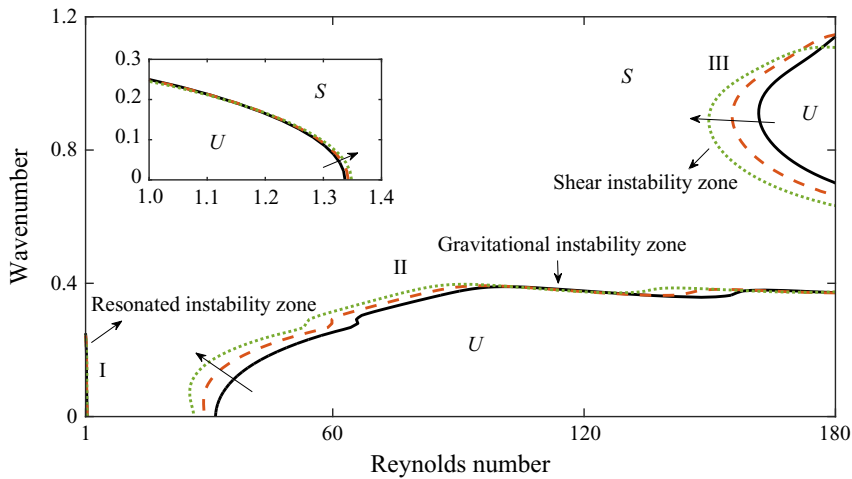 1.2
0.8
0.4
0
Wavenumber
1
60
120
180
Reynolds number
0.3
0.2
0.1
0
1.0
1.1
1.2
1.3
1.4
S
U
S
III
U
Shear instability zone
Gravitational instability zone
II
Resonated instability zone
I
U